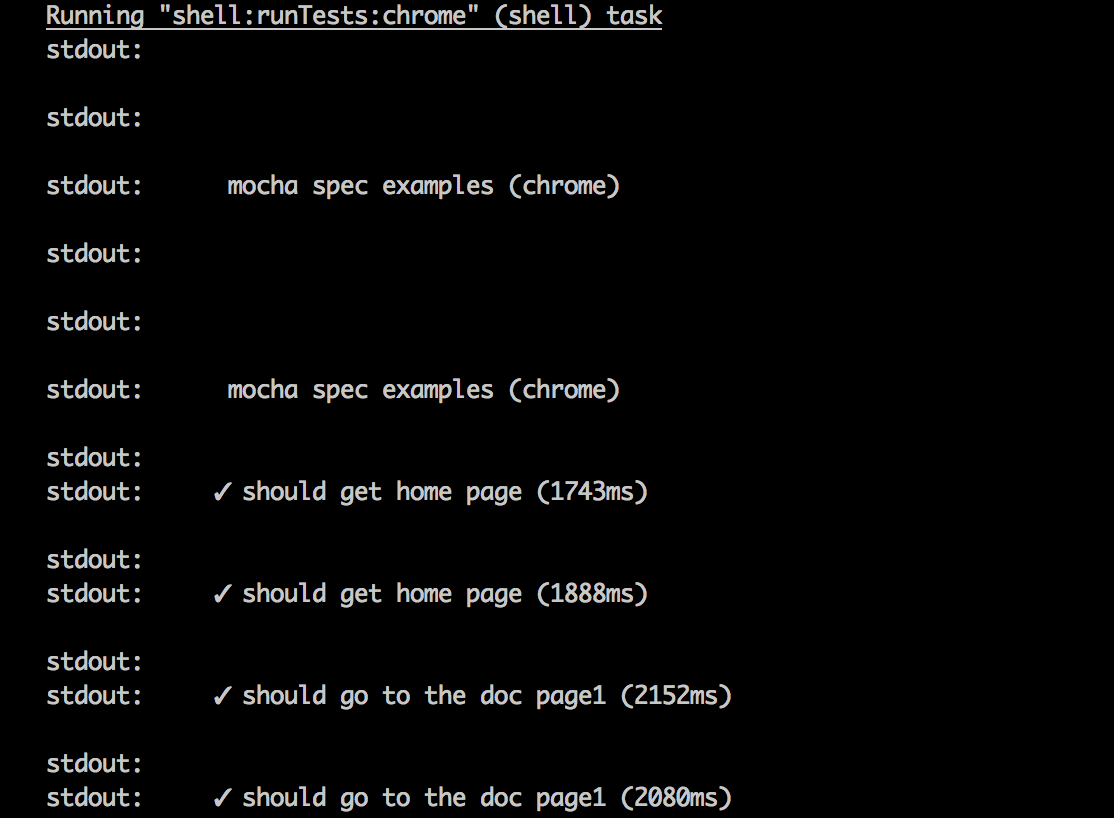 Running "shell:runTests:chrome" (shell) task
stdout:
stdout:
stdout: mocha spec examples (chrome)
stdout:
stdout:
stdout: mocha spec examples (chrome)
stdout:
stdout: ✓ should get home page (1743ms)
stdout:
stdout: ✓ should get home page (1888ms)
stdout:
stdout: ✓ should go to the doc page1 (2152ms)
stdout:
stdout: ✓ should go to the doc page1 (2080ms)